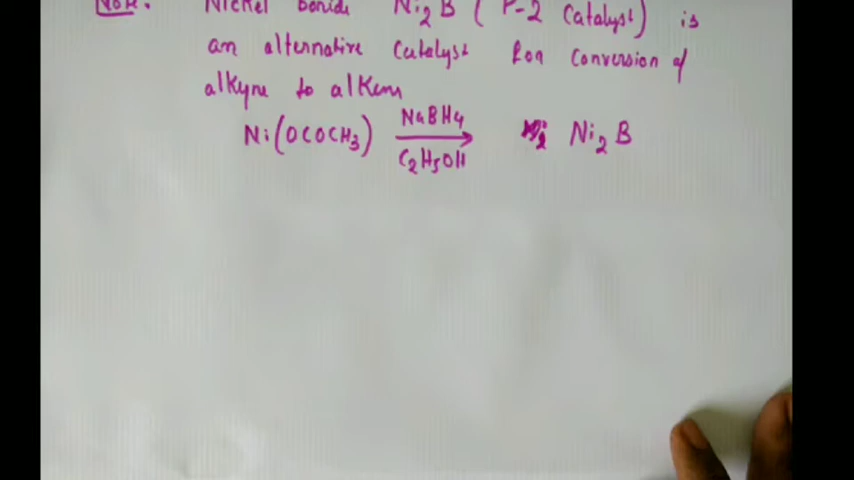 Note: Nickel boride Ni2B ( P-2 Catalyst) is
an alternative Catalyst for Conversion of
alkyne to alkene
Ni(OCOCH3) NaBH4 C2H5OH Ni2B